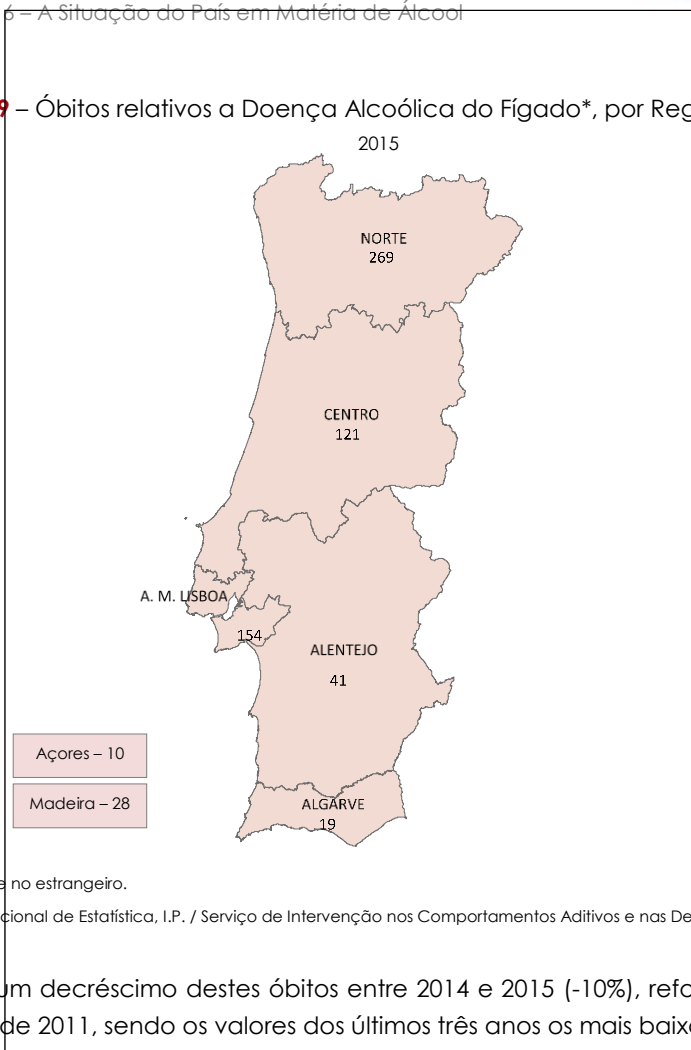 6 – A Situação do País em Matéria de Álcool
9 – Óbitos relativos a Doença Alcoólica do Fígado*, por Reg
2015
NORTE
269
CENTRO
121
A. M. LISBOA
154
ALENTEJO
41
Açores – 10
Madeira – 28
ALGARVE
19
e no estrangeiro.
cional de Estatística, I.P. / Serviço de Intervenção nos Comportamentos Aditivos e nas De
um decréscimo destes óbitos entre 2014 e 2015 (-10%), refo
de 2011, sendo os valores dos últimos três anos os mais baixo